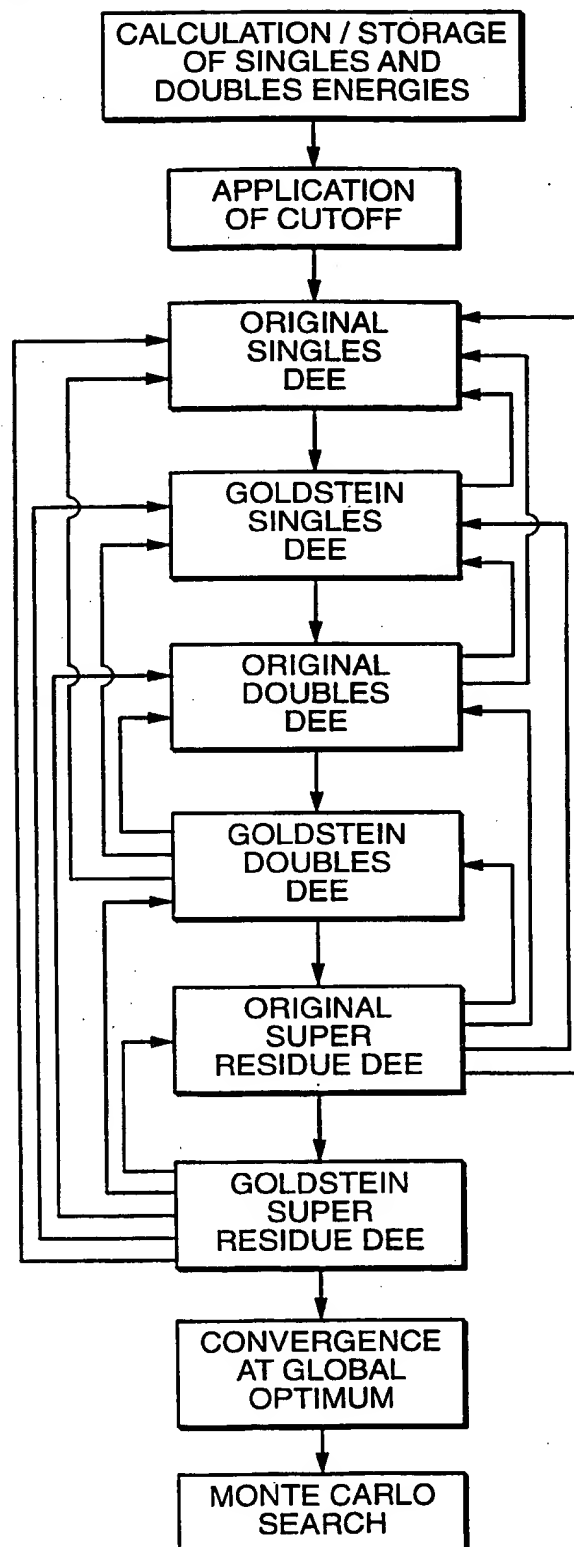 CALCULATION / STORAGE
OF SINGLES AND
DOUBLES ENERGIES
APPLICATION
OF CUTOFF
ORIGINAL
SINGLES
DEE
GOLDSTEIN
SINGLES
DEE
ORIGINAL
DOUBLES
DEE
GOLDSTEIN
DOUBLES
DEE
ORIGINAL
SUPER
RESIDUE DEE
GOLDSTEIN
SUPER
RESIDUE DEE
CONVERGENCE
AT GLOBAL
OPTIMUM
MONTE CARLO
SEARCH